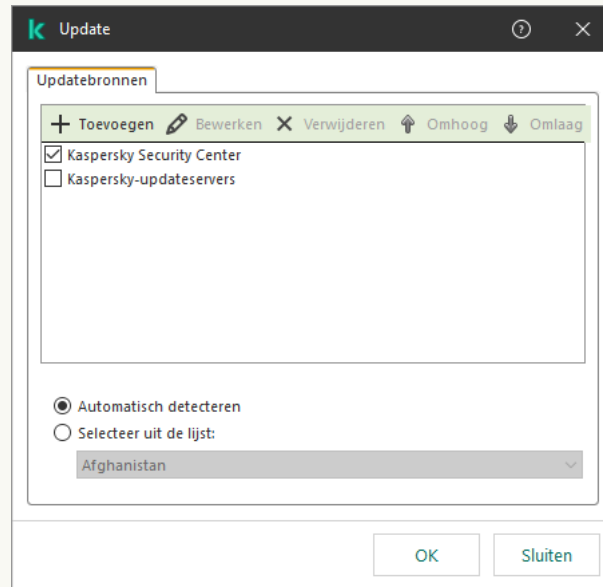 Update
Updatebronnen
Toevoegen Bewerken Verwijderen Omhoog Omlaag
Kaspersky Security Center
Kaspersky-updateservers
Automatisch detecteren
Selecteer uit de lijst:
Afghanistan
OK Sluiten